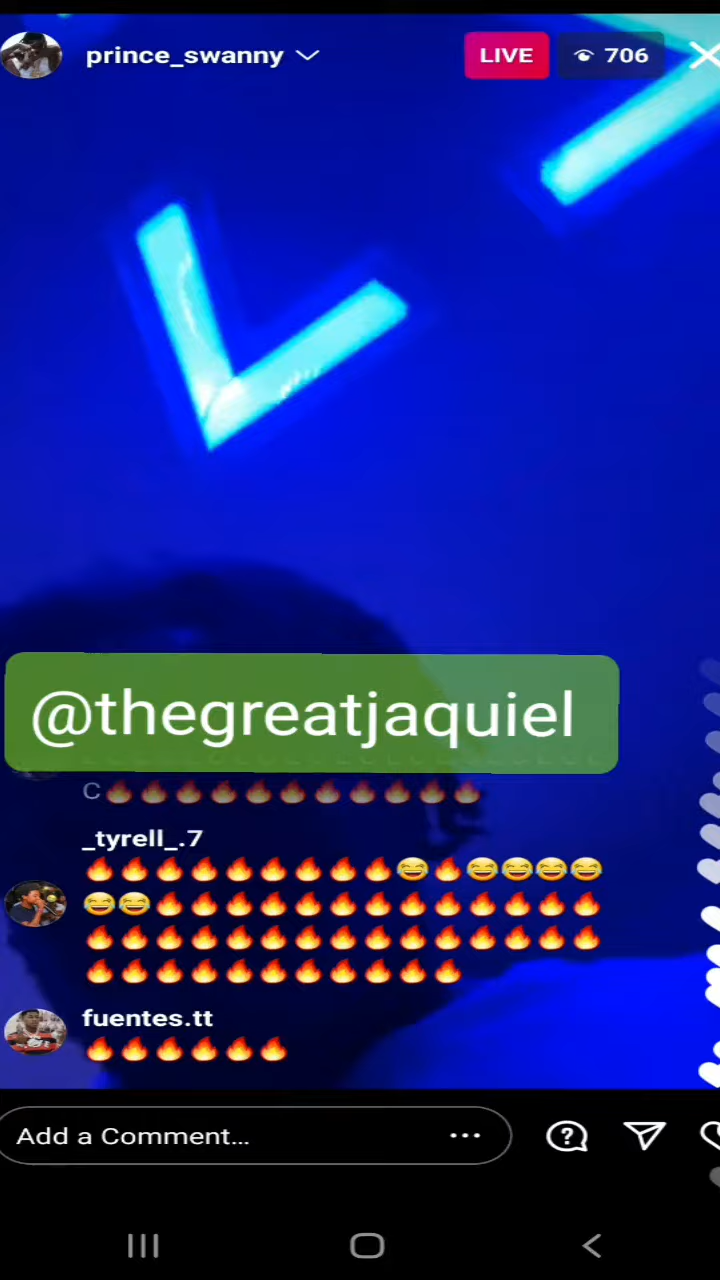 prince_swanny
LIVE
706
@thegreatjaquiel
C🔥🔥🔥🔥🔥🔥🔥🔥🔥🔥🔥
_tyrell_.7
🔥🔥🔥🔥🔥🔥🔥🔥🔥😂🔥😂😂😂😂
😂😂🔥🔥🔥🔥🔥🔥🔥🔥🔥🔥🔥🔥🔥
🔥🔥🔥🔥🔥🔥🔥🔥🔥🔥🔥🔥🔥🔥🔥
🔥🔥🔥🔥🔥🔥🔥🔥🔥🔥🔥
fuentes.tt
🔥🔥🔥🔥🔥🔥
Add a Comment...